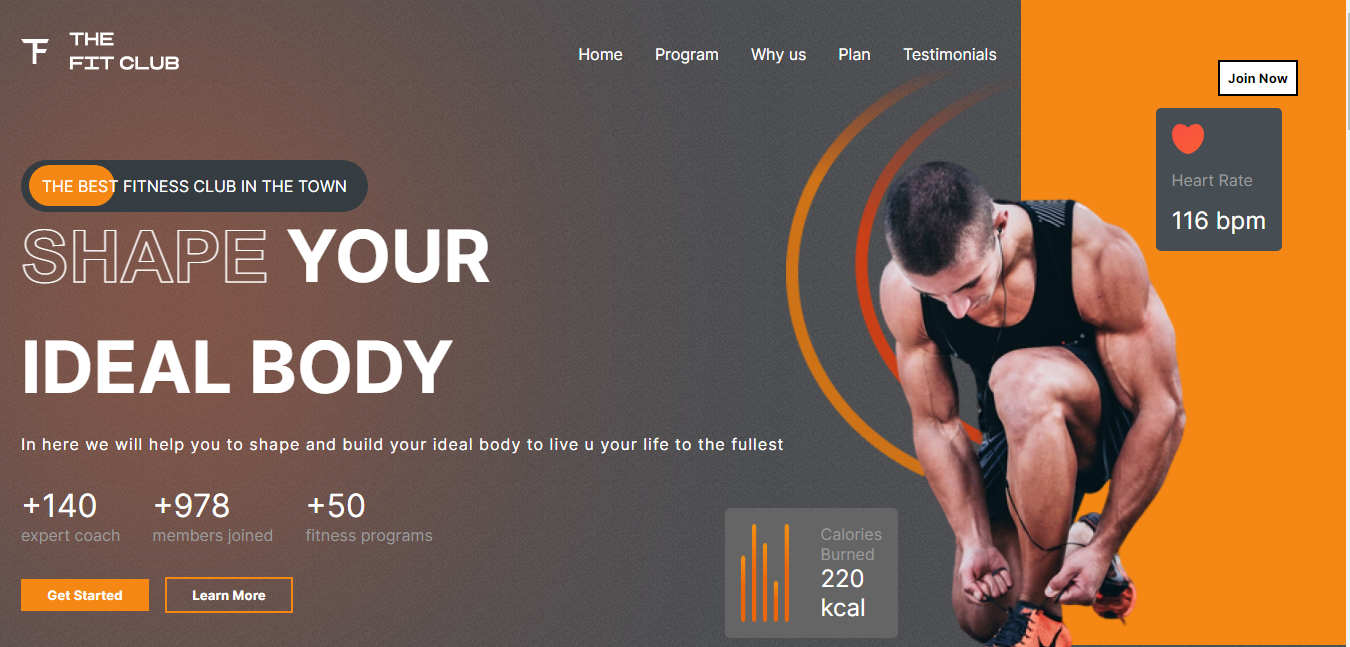 THE
FIT CLUB
Home Program Why us Plan Testimonials
Join Now
Heart Rate
116 bpm
THE BEST FITNESS CLUB IN THE TOWN
SHAPE YOUR
IDEAL BODY
In here we will help you to shape and build your ideal body to live u your life to the fullest
+140 +978 +50
expert coach members joined fitness programs
Calories
Burned
220
kcal
Get Started Learn More